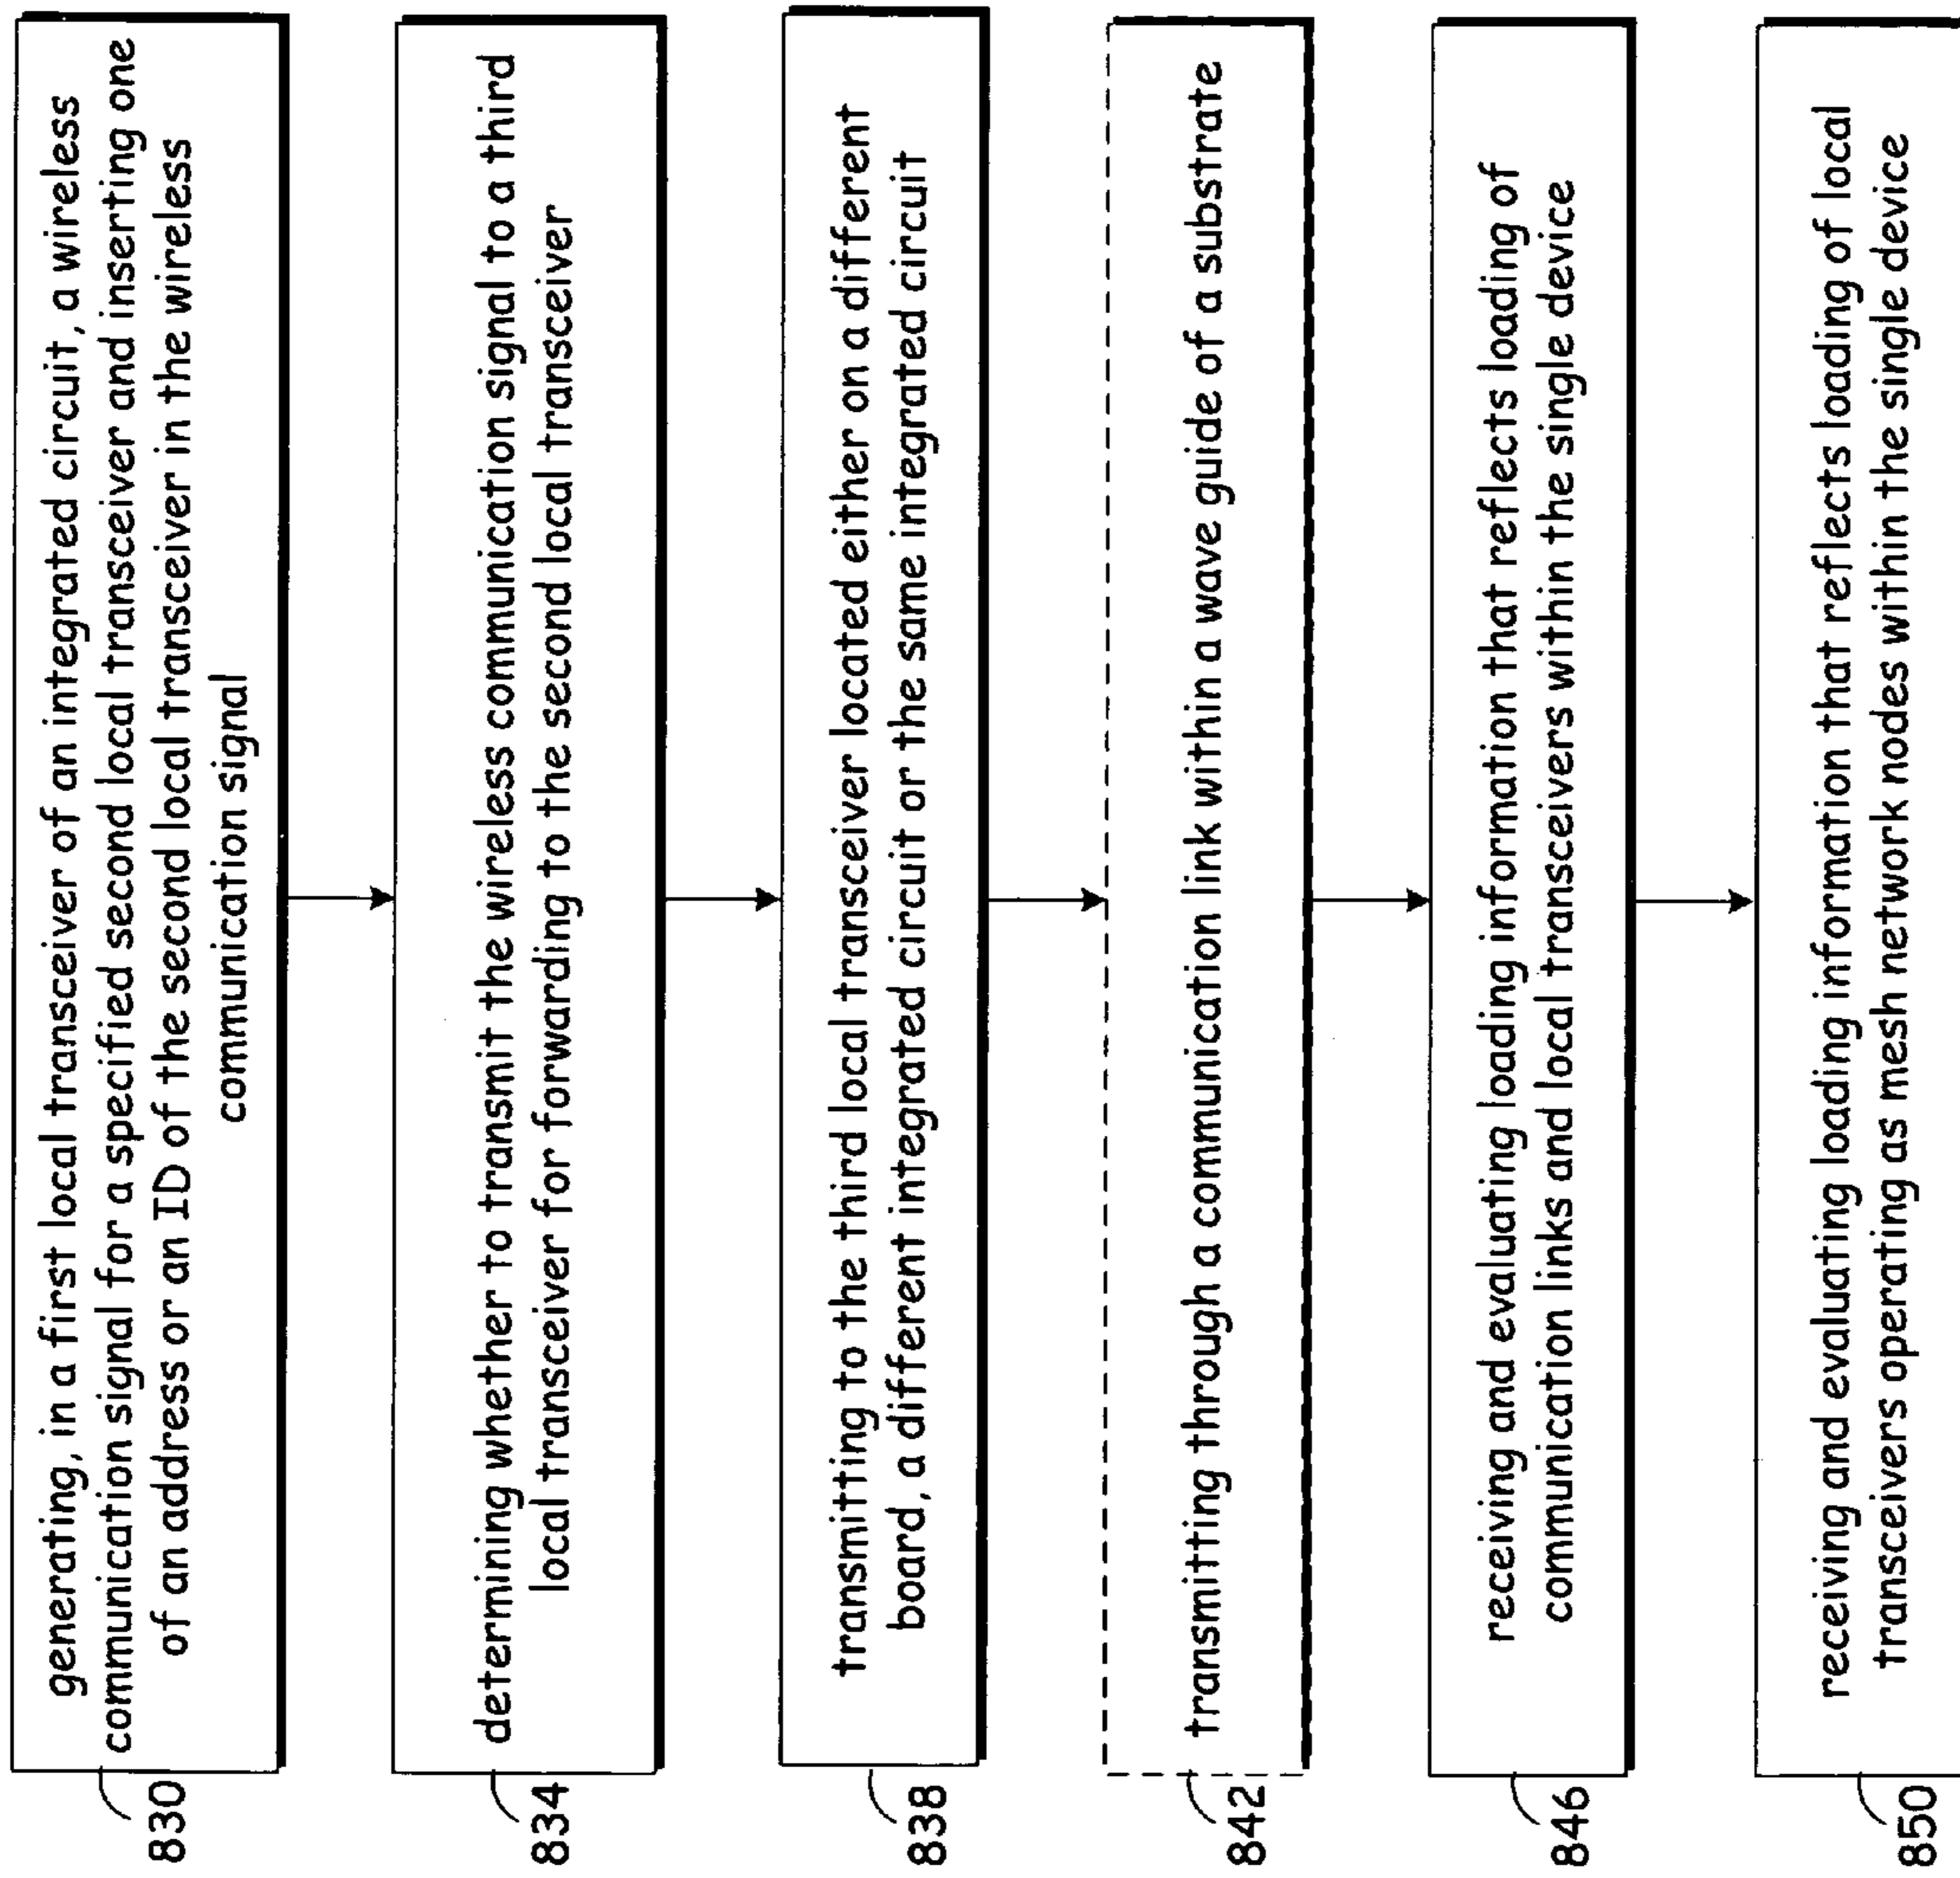 generating, in a first local transceiver of an integrated circuit, a wireless
communication signal for a specified second local transceiver and inserting one
of an address or an ID of the second local transceiver in the wireless
communication signal
830
determining whether to transmit the wireless communication signal to a third
local transceiver for forwarding to the second local transceiver
834
transmitting to the third local transceiver located either on a different
board, a different integrated circuit or the same integrated circuit
838
transmitting through a communication link within a wave guide of a substrate
842
receiving and evaluating loading information that reflects loading of
communication links and local transceivers within the single device
846
receiving and evaluating loading information that reflects loading of local
transceivers operating as mesh network nodes within the single device
850